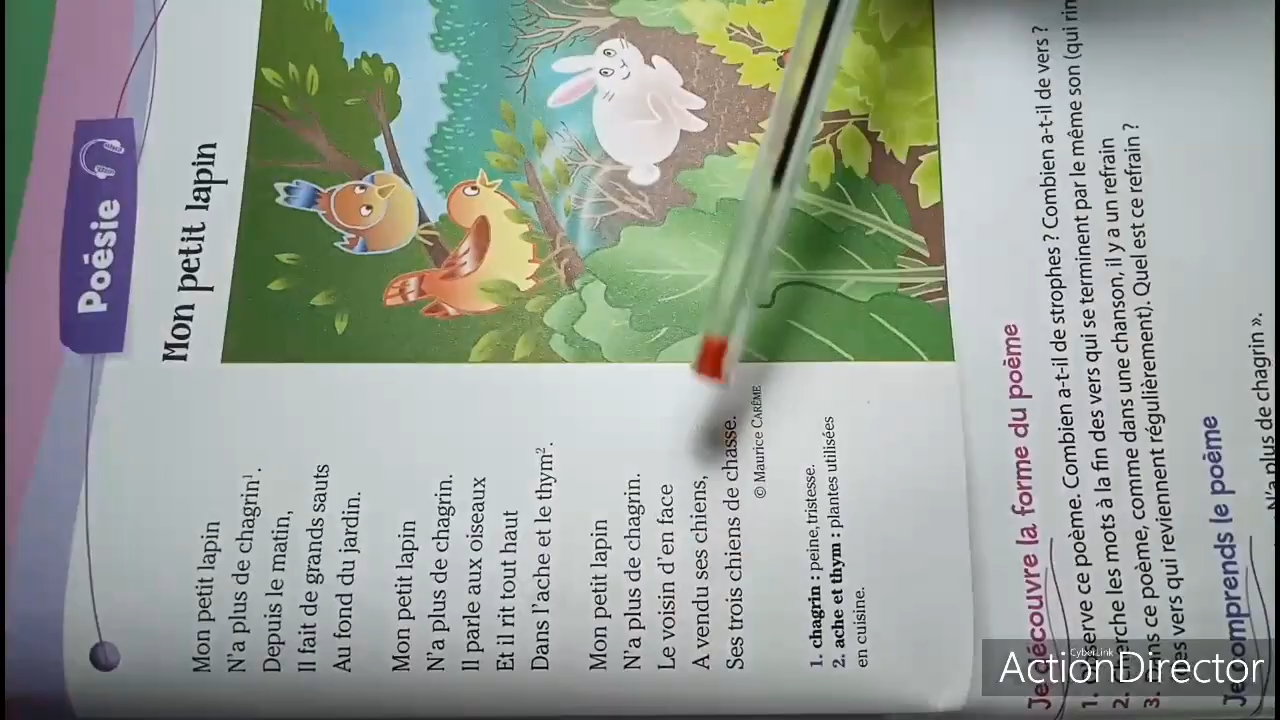 Poésie
Mon petit lapin
Mon petit lapin
N'a plus de chagrin¹.
Depuis le matin,
Il fait de grands sauts
Au fond du jardin.
Mon petit lapin
N'a plus de chagrin.
Il parle aux oiseaux
Et il rit tout haut
Dans l'ache et le thym².
Mon petit lapin
N'a plus de chagrin.
Le voisin d'en face
A vendu ses chiens,
Ses trois chiens de chasse.
© Maurice CARÊME
1. chagrin : peine, tristesse.
2. ache et thym : plantes utilisées
en cuisine.
Je découvre la forme du poème
1. ce poème. Combien a-t-il de strophes ? Combien a-t-il de vers ?
2. les mots à la fin des vers qui se terminent par le même son (qui
3. ce poème, comme dans une chanson, il y a un refrain
vers qui reviennent régulièrement). Quel est ce refrain ?
Je comprends le poème
N'a plus de chagrin ».
CyberLink
ActionDirector